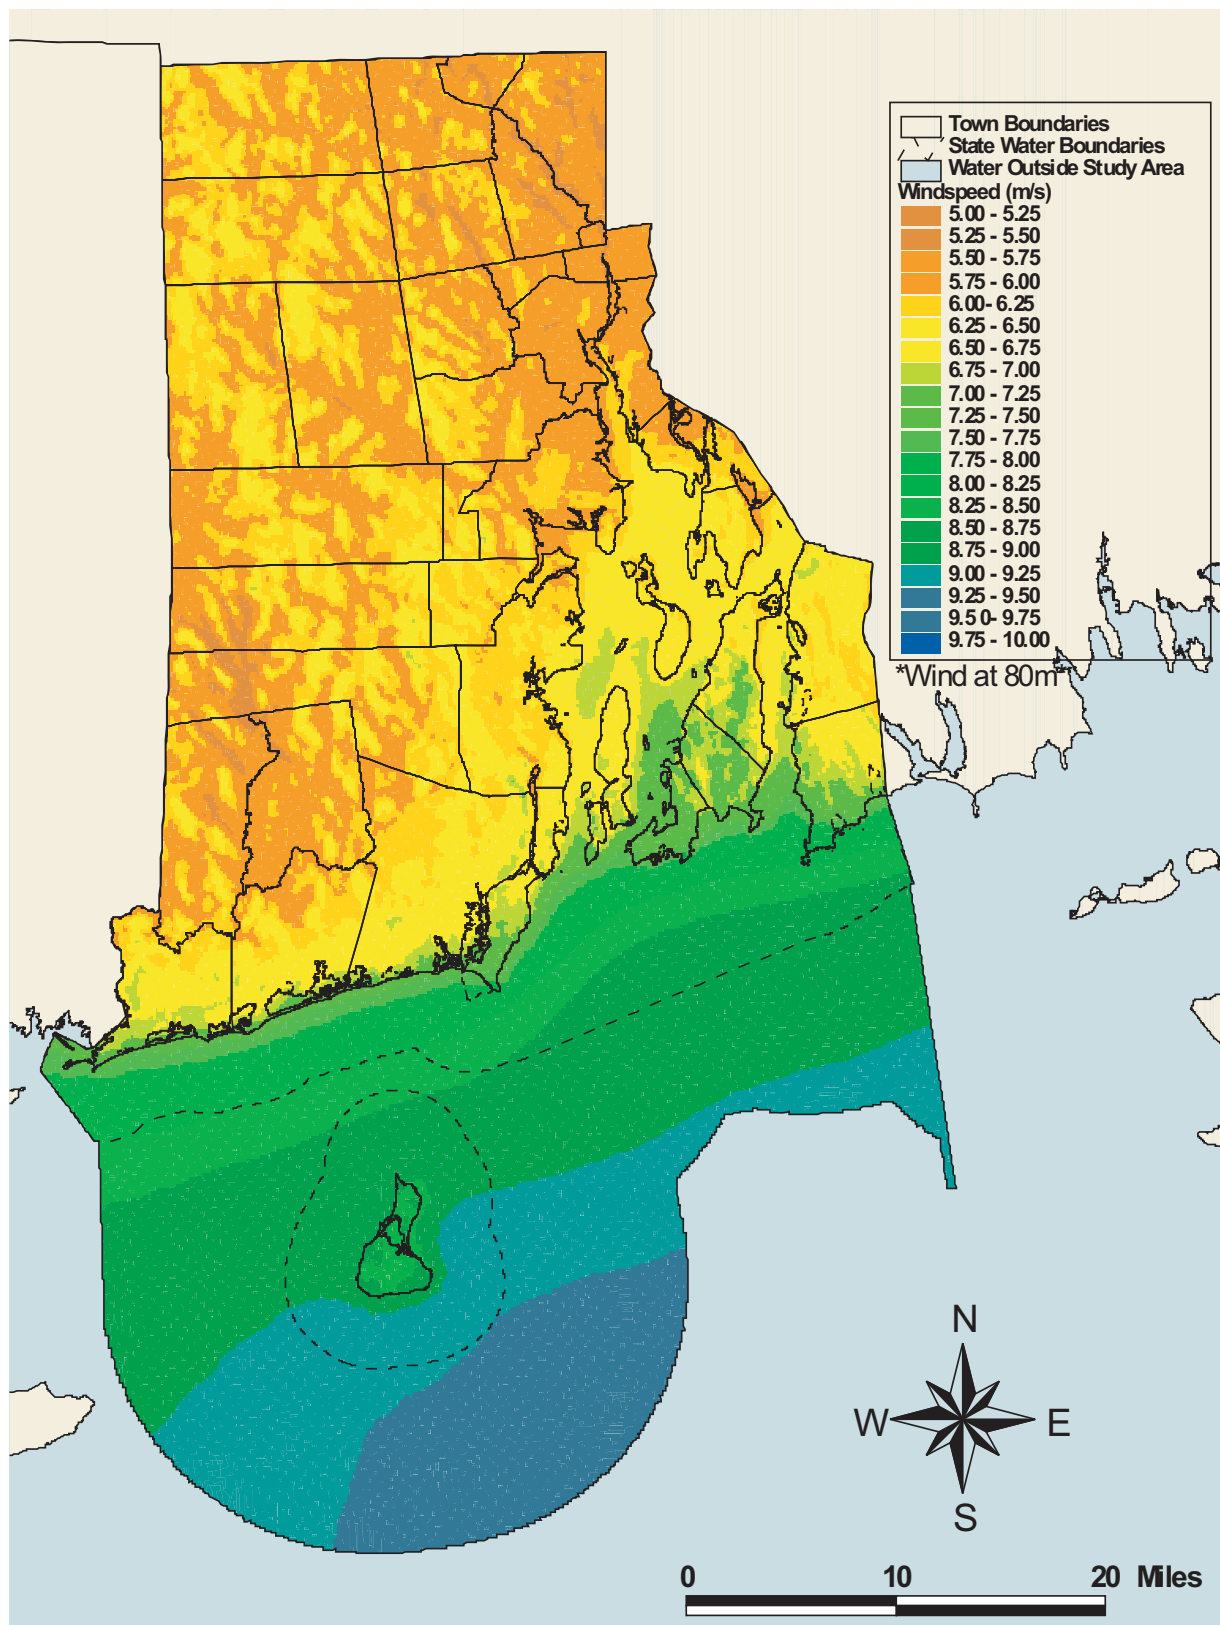 Town Boundaries
State Water Boundaries
Water Outside Study Area
Windspeed (m/s)
5.00 - 5.25
5.25 - 5.50
5.50 - 5.75
5.75 - 6.00
6.00- 6.25
6.25 - 6.50
6.50 - 6.75
6.75 - 7.00
7.00 - 7.25
7.25 - 7.50
7.50 - 7.75
7.75 - 8.00
8.00 - 8.25
8.25 - 8.50
8.50 - 8.75
8.75 - 9.00
9.00 - 9.25
9.25 - 9.50
9.50- 9.75
9.75 - 10.00
*Wind at 80m
N
W E
S
0 10 20 Miles